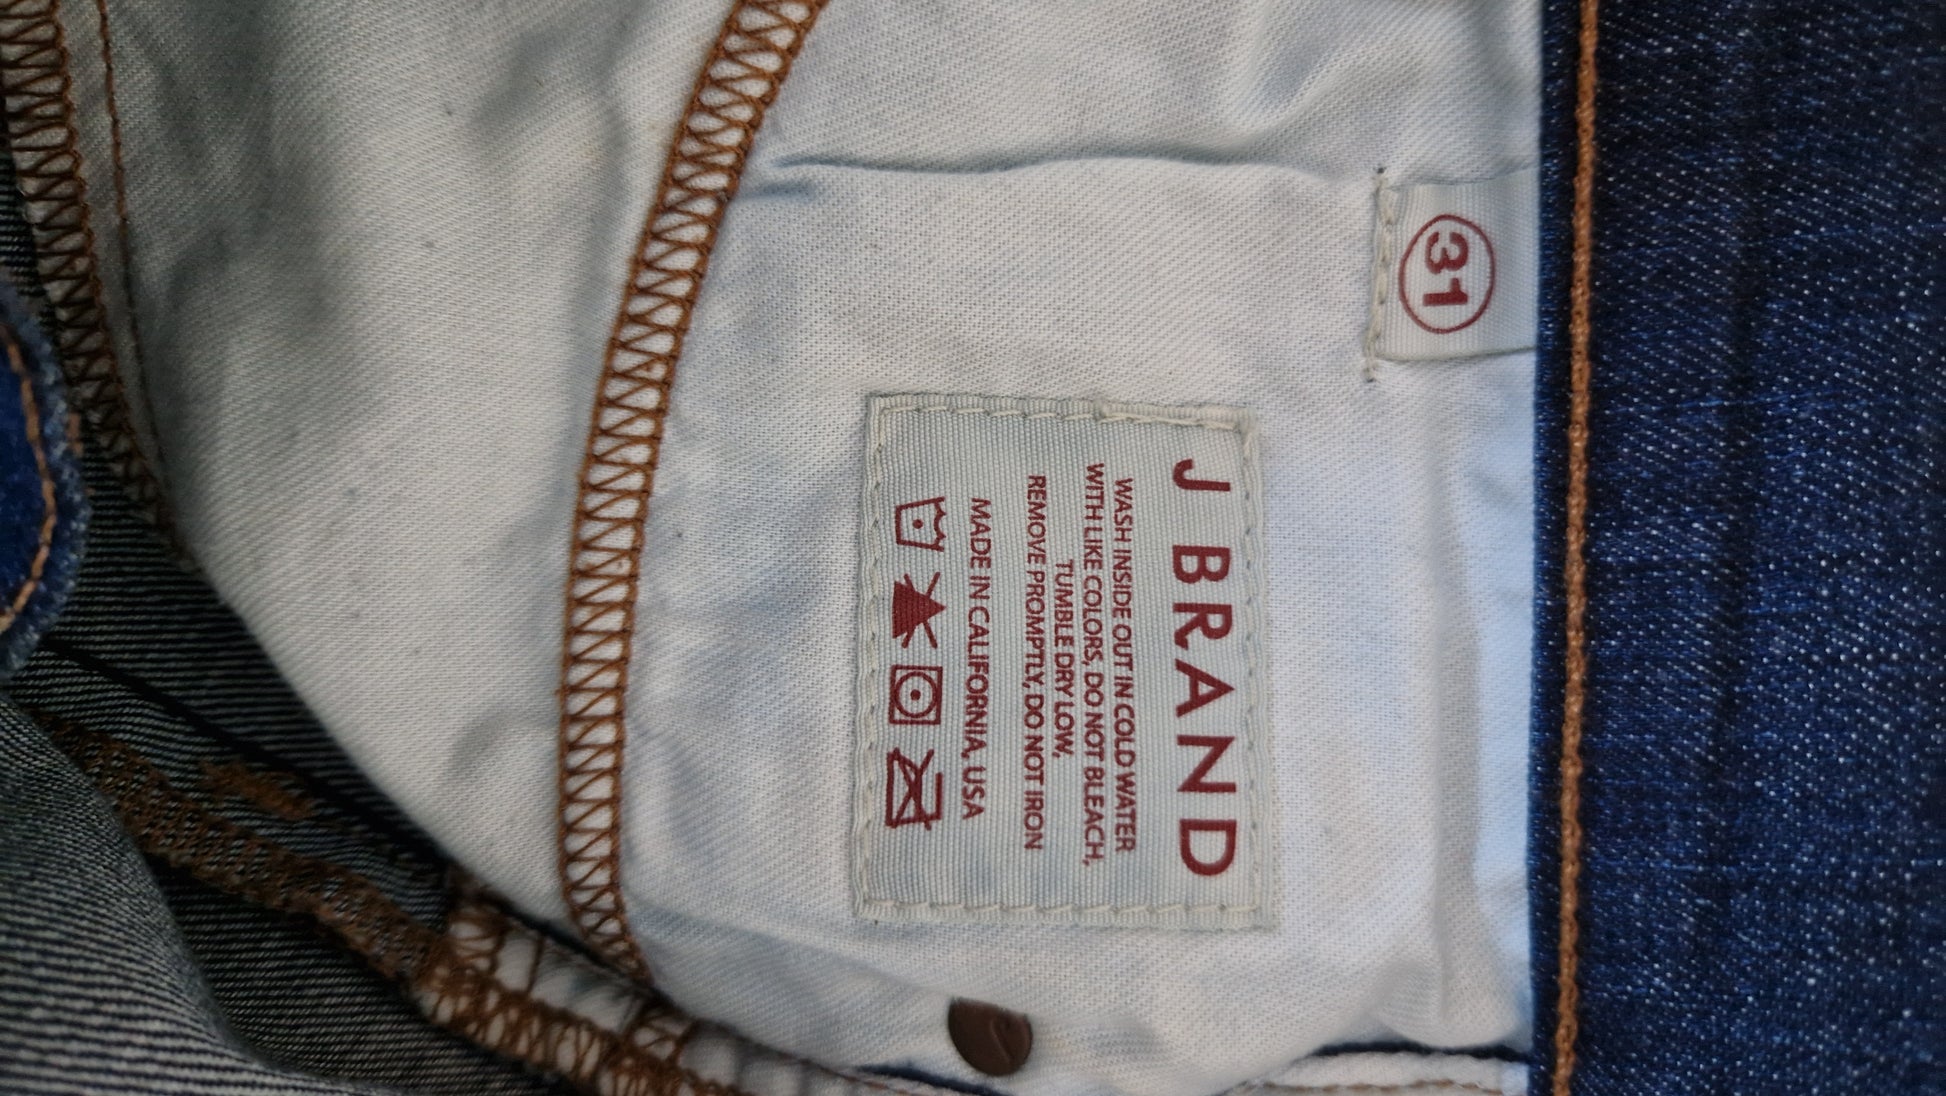 31
J BRAND
WASH INSIDE OUT IN COLD WATER
WITH LIKE COLORS, DO NOT BLEACH,
TUMBLE DRY LOW,
REMOVE PROMPTLY, DO NOT IRON
MADE IN CALIFORNIA, USA